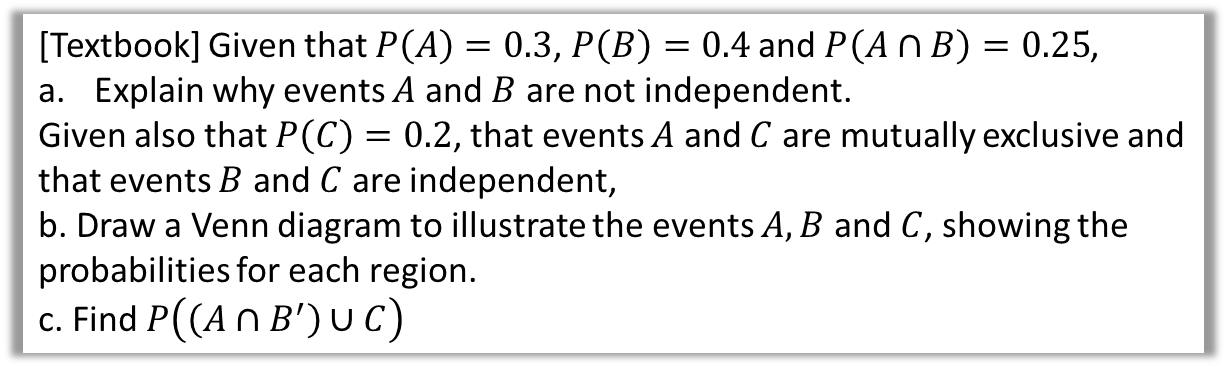 [Textbook] Given that P(A) = 0.3, P(B) = 0.4 and P(A ∩ B) = 0.25,
a. Explain why events A and B are not independent.
Given also that P(C) = 0.2, that events A and C are mutually exclusive and
that events B and C are independent,
b. Draw a Venn diagram to illustrate the events A, B and C, showing the
probabilities for each region.
c. Find P((A ∩ B′) ∪ C)